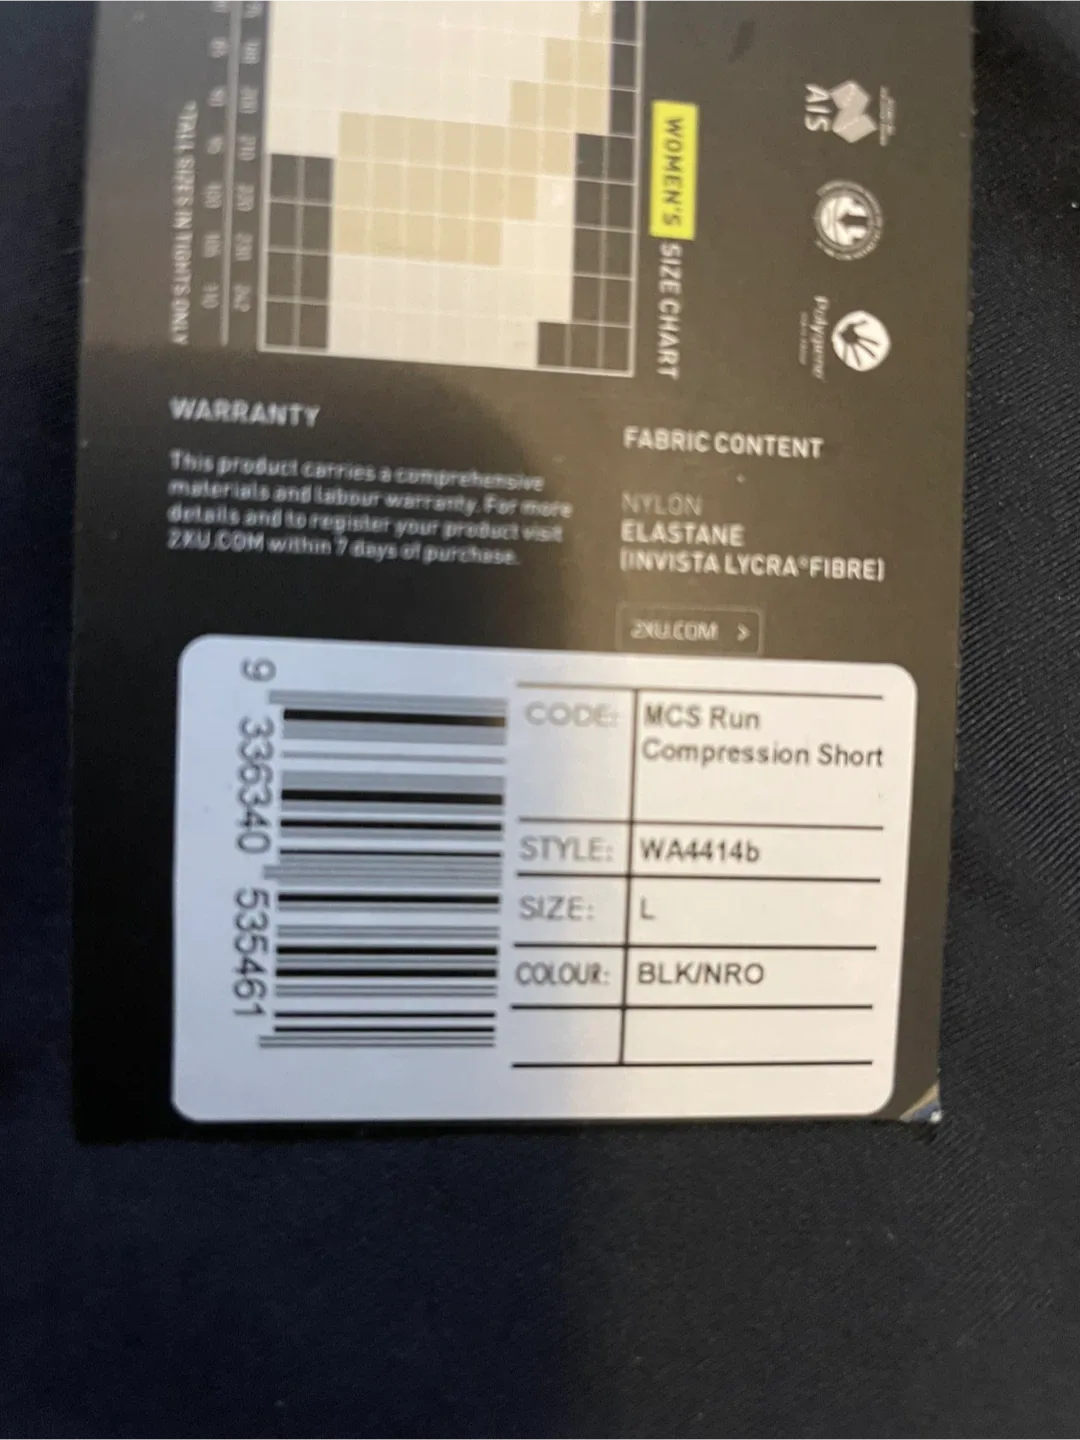 AIS
Polygiene
WOMEN'S SIZE CHART
*TALL SIZES IN TIGHTS ONLY
WARRANTY
This product carries a comprehensive
materials and labour warranty. For more
details and to register your product visit
2XU.COM within 7 days of purchase.
FABRIC CONTENT
NYLON
ELASTANE
(INVISTA LYCRA® FIBRE)
2XU.COM >
9 336340 535461
CODE: MCS Run
Compression Short
STYLE: WA4414b
SIZE: L
COLOUR: BLK/NRO